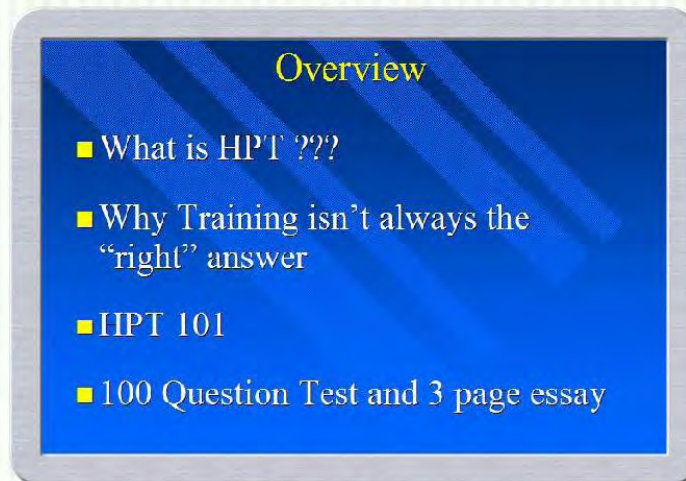 Overview
■ What is HPT ???
■ Why Training isn’t always the
“right” answer
■ HPT 101
■ 100 Question Test and 3 page essay